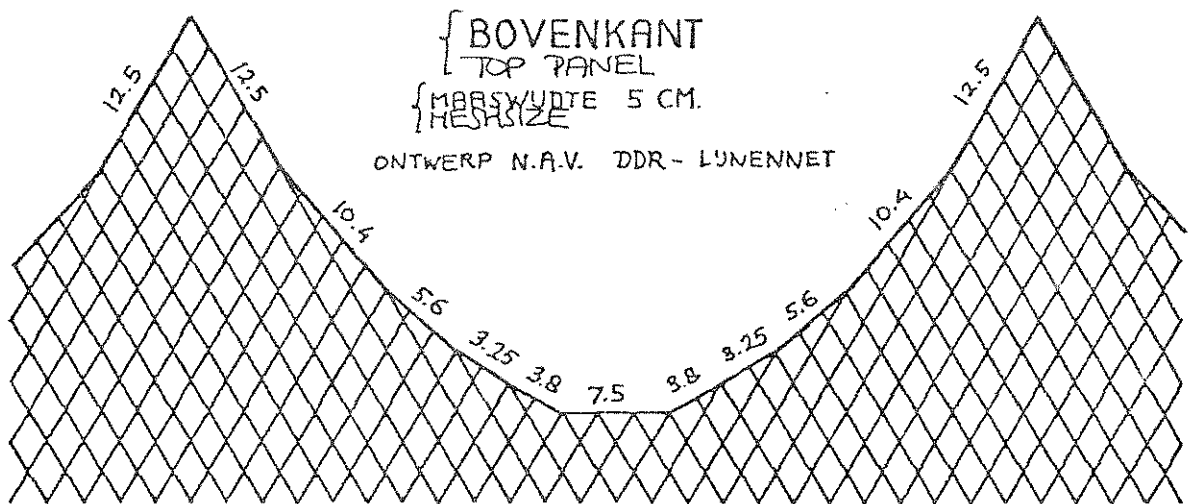 BOVENKANT
TOP PANEL
MAASWIJDTE 5 CM.
MESHSIZE
ONTWERP N.A.V. DDR - LIJNENNET
12.5 12.5 12.5
10.4 10.4
5.6 5.6
3.25 3.25
3.8 7.5 3.8